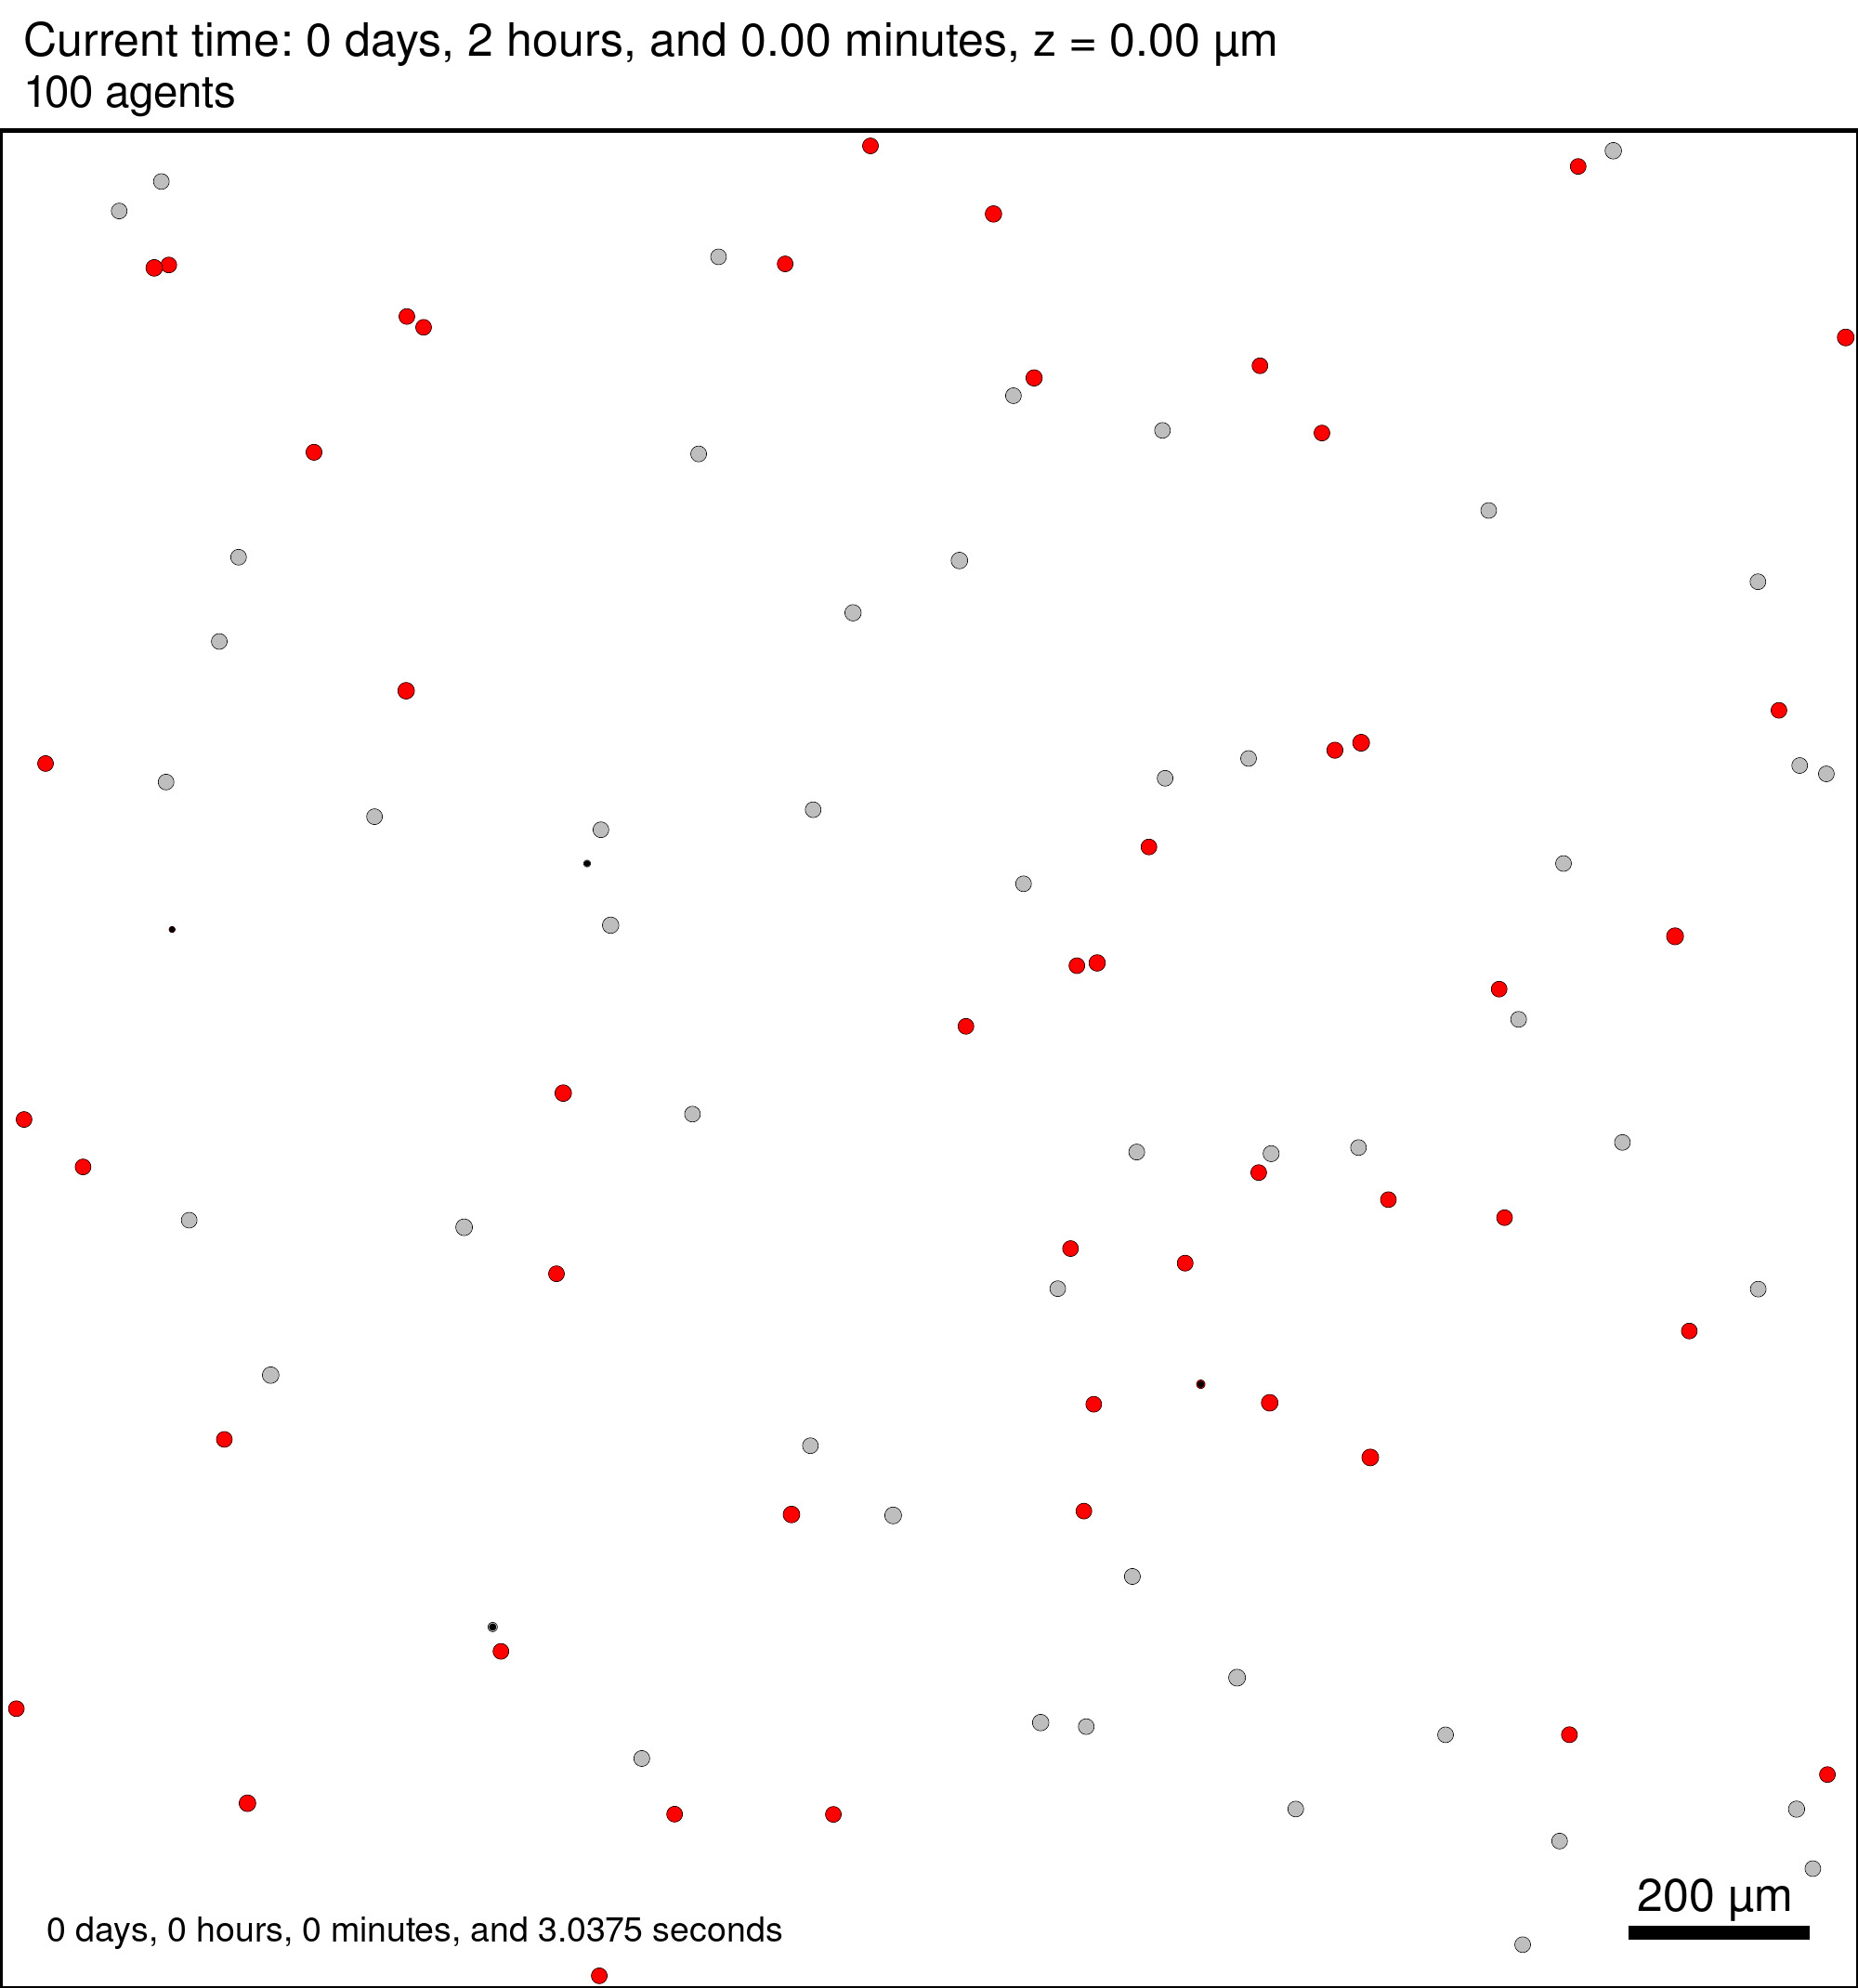 Current time: 0 days, 2 hours, and 0.00 minutes, z = 0.00 µm
100 agents
200 µm
0 days, 0 hours, 0 minutes, and 3.0375 seconds